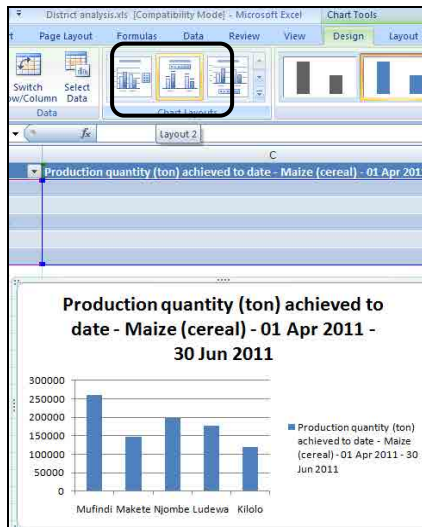 District analysis.xls [Compatibility Mode] - Microsoft Excel
Chart Tools
Page Layout Formulas Data Review View Design Layout
Switch Select
w/Column Data
Data
Chart Layouts
fx
Layout 2
C
Production quantity (ton) achieved to date - Maize (cereal) - 01 Apr 2011
Production quantity (ton) achieved to
date - Maize (cereal) - 01 Apr 2011 -
30 Jun 2011
300000
250000
200000
150000
100000
50000
0
Mufindi Makete Njombe Ludewa Kilolo
Production quantity (ton)
achieved to date - Maize
(cereal) - 01 Apr 2011 - 30
Jun 2011